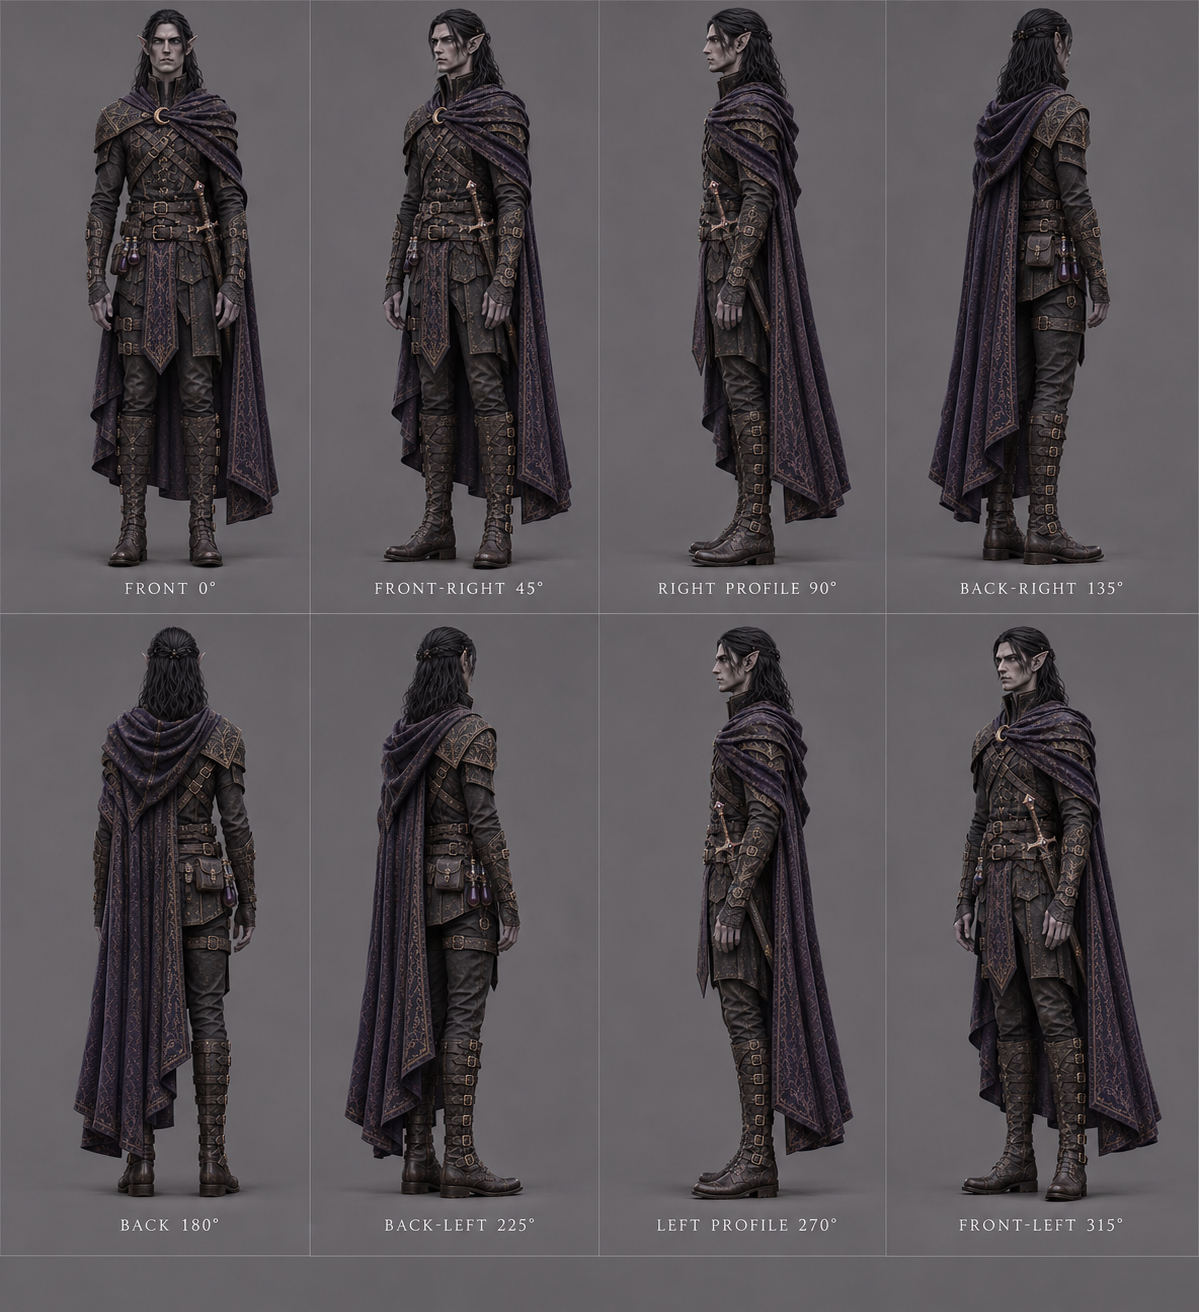 FRONT 0°
FRONT-RIGHT 45°
RIGHT PROFILE 90°
BACK-RIGHT 135°
BACK 180°
BACK-LEFT 225°
LEFT PROFILE 270°
FRONT-LEFT 315°